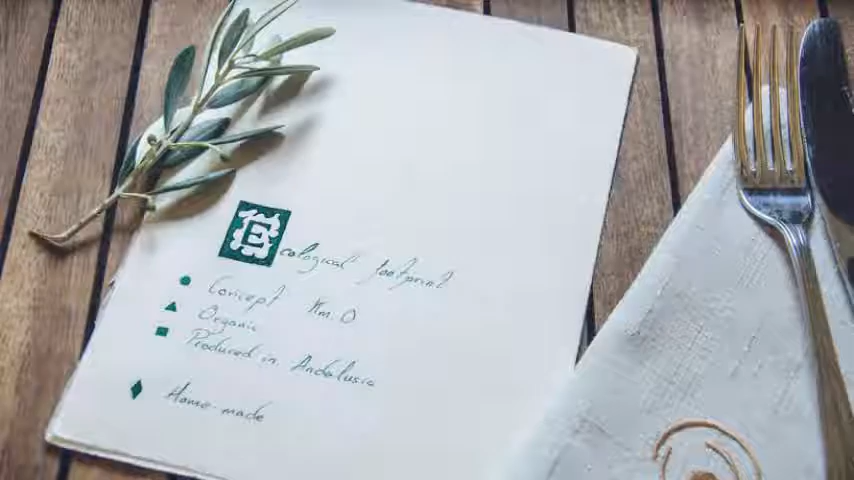 Ecological footprint
Concept Km. 0
Organic
Produced in Andalusia
Home-made